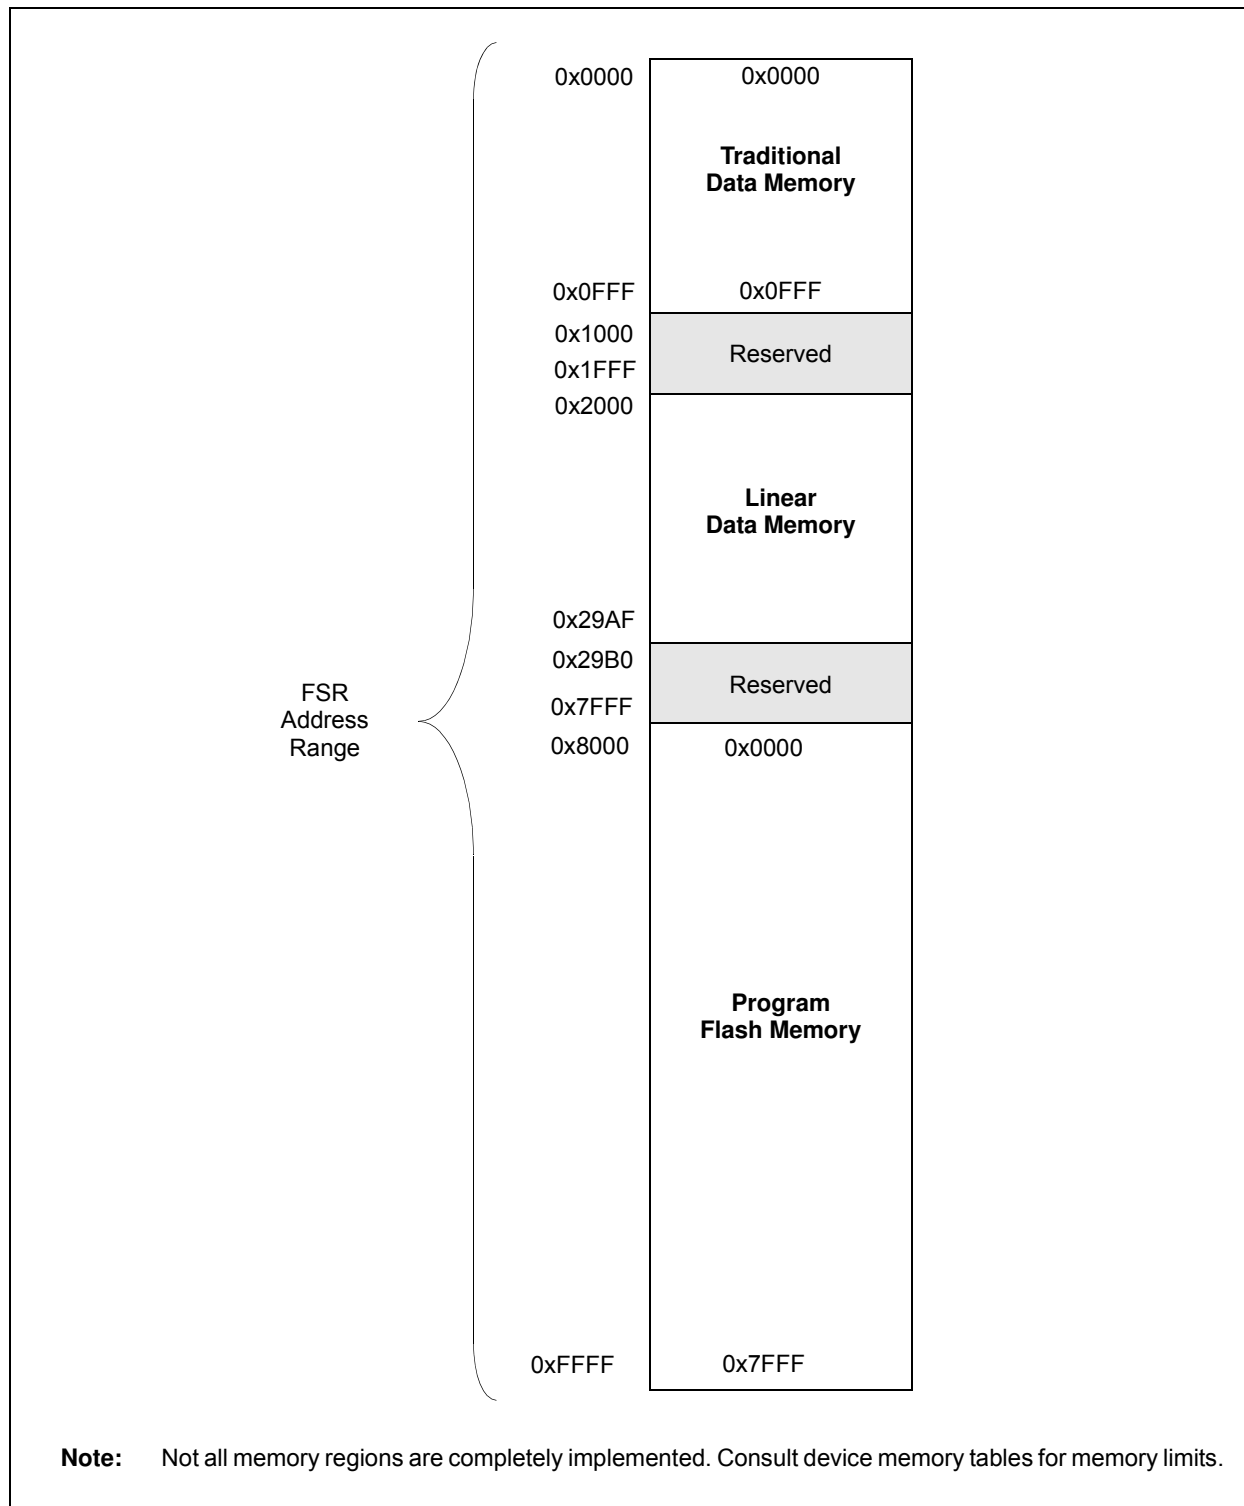 0x0000 0x0000
Traditional
Data Memory
0x0FFF 0x0FFF
0x1000
Reserved
0x1FFF
0x2000
Linear
Data Memory
0x29AF
0x29B0
Reserved
0x7FFF
FSR
Address
Range
0x8000 0x0000
Program
Flash Memory
0xFFFF 0x7FFF
Note: Not all memory regions are completely implemented. Consult device memory tables for memory limits.